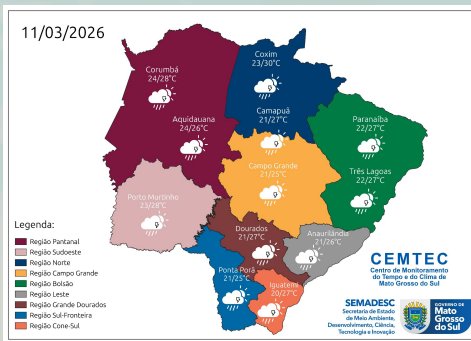 11/03/2026
Coxim
23/30°C
Corumbá
24/28°C
Camapuã
21/27°C
Aquidauana
24/26°C
Paranaíba
22/27°C
Campo Grande
21/25°C
Três Lagoas
22/27°C
Porto Murtinho
23/28°C
Dourados
21/27°C
Anaurilândia
21/26°C
Ponta Porã
21/25°C
Iguatemi
20/27°C
Legenda:
Região Pantanal
Região Sudoeste
Região Norte
Região Campo Grande
Região Bolsão
Região Leste
Região Grande Dourados
Região Sul-Fronteira
Região Cone-Sul
CEMTEC
Centro de Monitoramento
do Tempo e do Clima de
Mato Grosso do Sul
SEMADESC
Secretaria de Estado
de Meio Ambiente,
Desenvolvimento, Ciência,
Tecnologia e Inovação
GOVERNO DE
Mato
Grosso
do Sul